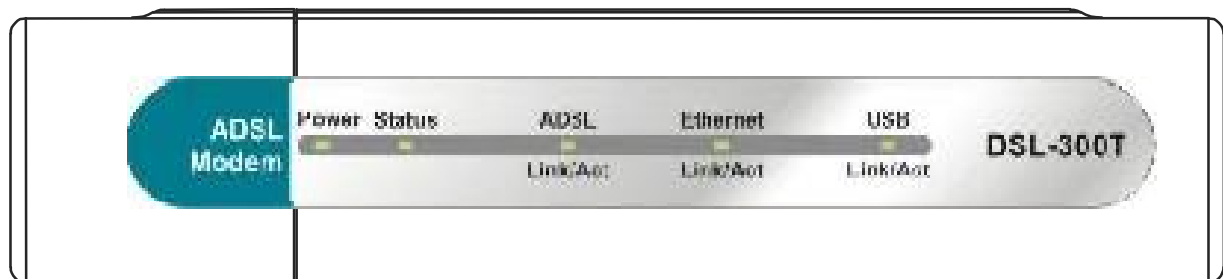 ADSL
Modem
Power Status ADSL Ethernet USB
Link/Act Link/Act Link/Act
DSL-300T